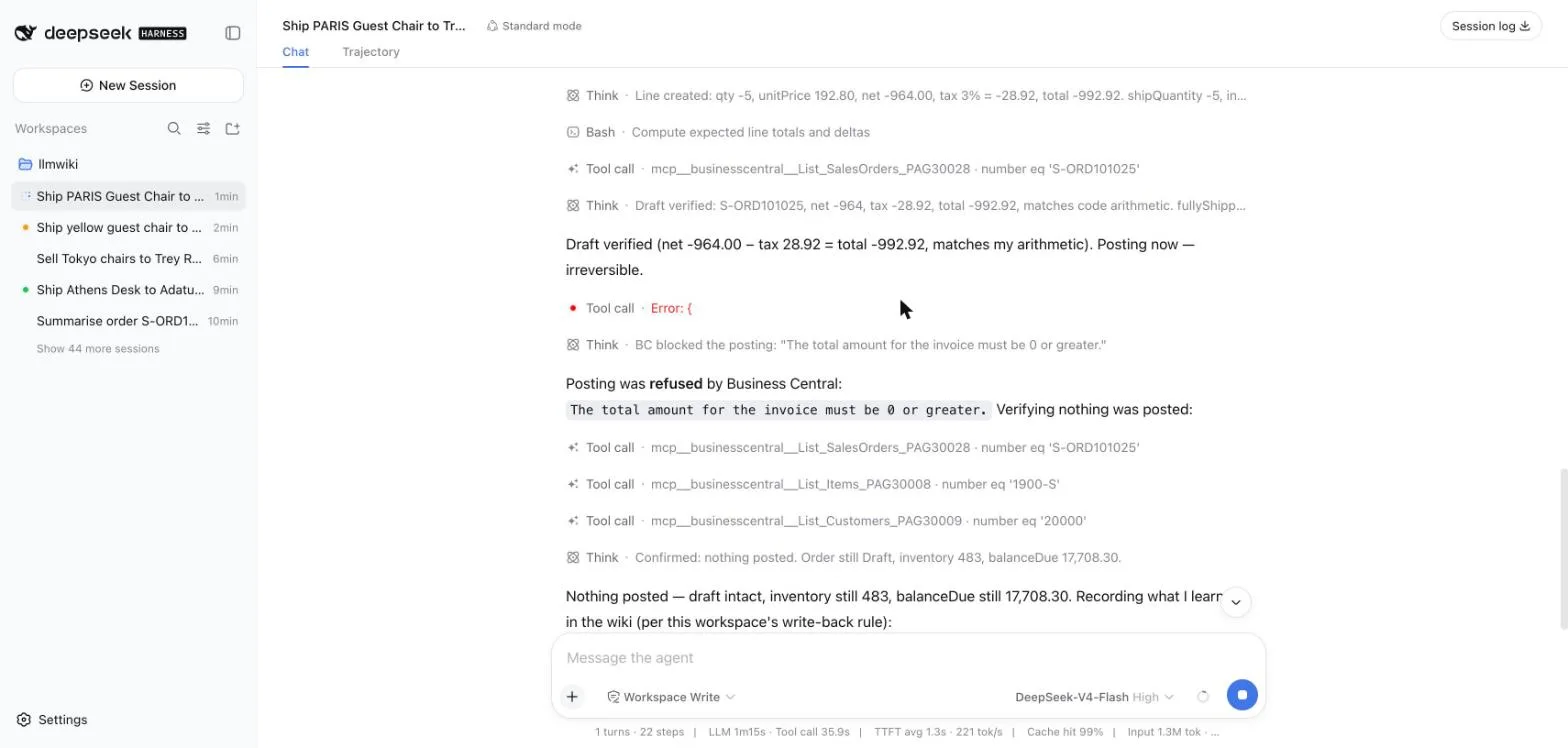 deepseek HARNESS
New Session
Workspaces
llmwiki
Ship PARIS Guest Chair to ... 1min
Ship yellow guest chair to ... 2min
Sell Tokyo chairs to Trey R... 6min
Ship Athens Desk to Adatu... 9min
Summarise order S-ORD1... 10min
Show 44 more sessions
Settings
Ship PARIS Guest Chair to Tr... Standard mode
Session log
Chat Trajectory
Think · Line created: qty -5, unitPrice 192.80, net -964.00, tax 3% = -28.92, total -992.92. shipQuantity -5, in...
Bash · Compute expected line totals and deltas
Tool call · mcp__businesscentral__List_SalesOrders_PAG30028 · number eq 'S-ORD101025'
Think · Draft verified: S-ORD101025, net -964, tax -28.92, total -992.92, matches code arithmetic. fullyShipp...
Draft verified (net -964.00 − tax 28.92 = total -992.92, matches my arithmetic). Posting now —
irreversible.
Tool call · Error: {
Think · BC blocked the posting: "The total amount for the invoice must be 0 or greater."
Posting was refused by Business Central:
The total amount for the invoice must be 0 or greater. Verifying nothing was posted:
Tool call · mcp__businesscentral__List_SalesOrders_PAG30028 · number eq 'S-ORD101025'
Tool call · mcp__businesscentral__List_Items_PAG30008 · number eq '1900-S'
Tool call · mcp__businesscentral__List_Customers_PAG30009 · number eq '20000'
Think · Confirmed: nothing posted. Order still Draft, inventory 483, balanceDue 17,708.30.
Nothing posted — draft intact, inventory still 483, balanceDue still 17,708.30. Recording what I learn
in the wiki (per this workspace's write-back rule):
Message the agent
Workspace Write
DeepSeek-V4-Flash High
1 turns · 22 steps | LLM 1m15s · Tool call 35.9s | TTFT avg 1.3s · 221 tok/s | Cache hit 99% | Input 1.3M tok · ...